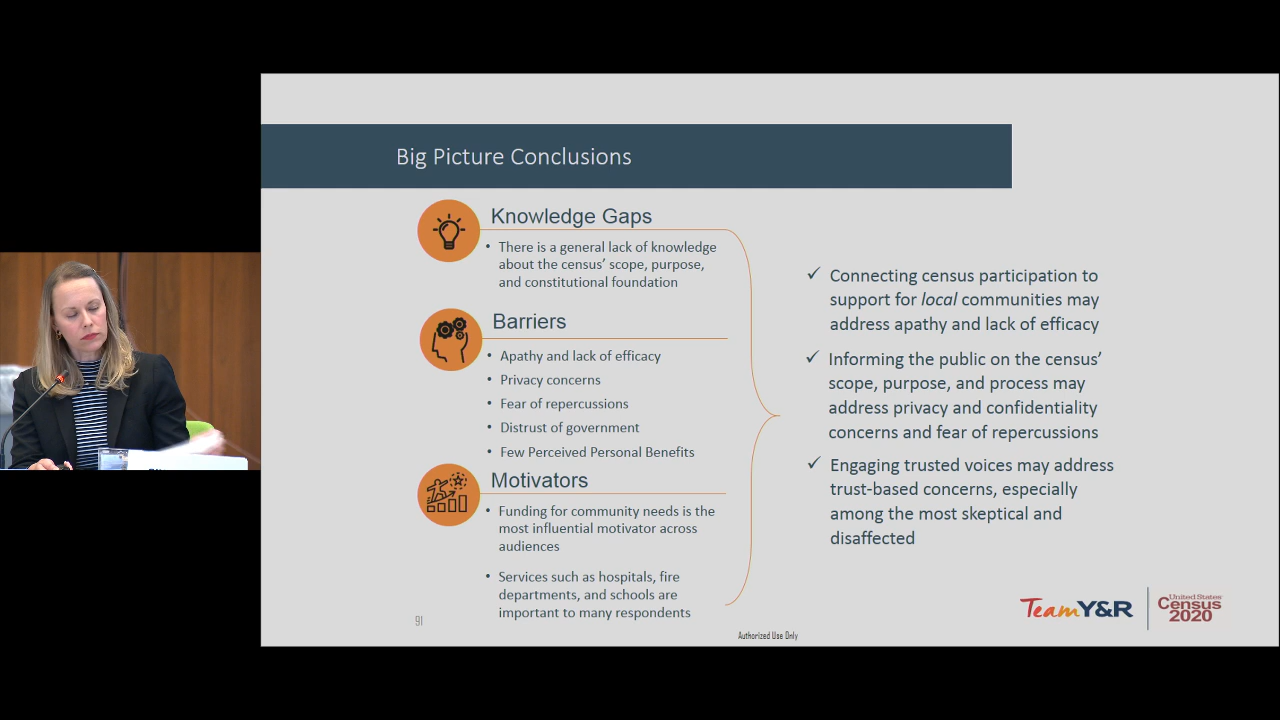 Big Picture Conclusions
Knowledge Gaps
• There is a general lack of knowledge
about the census' scope, purpose,
and constitutional foundation
Barriers
• Apathy and lack of efficacy
• Privacy concerns
• Fear of repercussions
• Distrust of government
• Few Perceived Personal Benefits
Motivators
• Funding for community needs is the
most influential motivator across
audiences
• Services such as hospitals, fire
departments, and schools are
important to many respondents
✓ Connecting census participation to
support for local communities may
address apathy and lack of efficacy
✓ Informing the public on the census'
scope, purpose, and process may
address privacy and confidentiality
concerns and fear of repercussions
✓ Engaging trusted voices may address
trust-based concerns, especially
among the most skeptical and
disaffected
91
Authorized Use Only
TeamY&R
United States
Census
2020